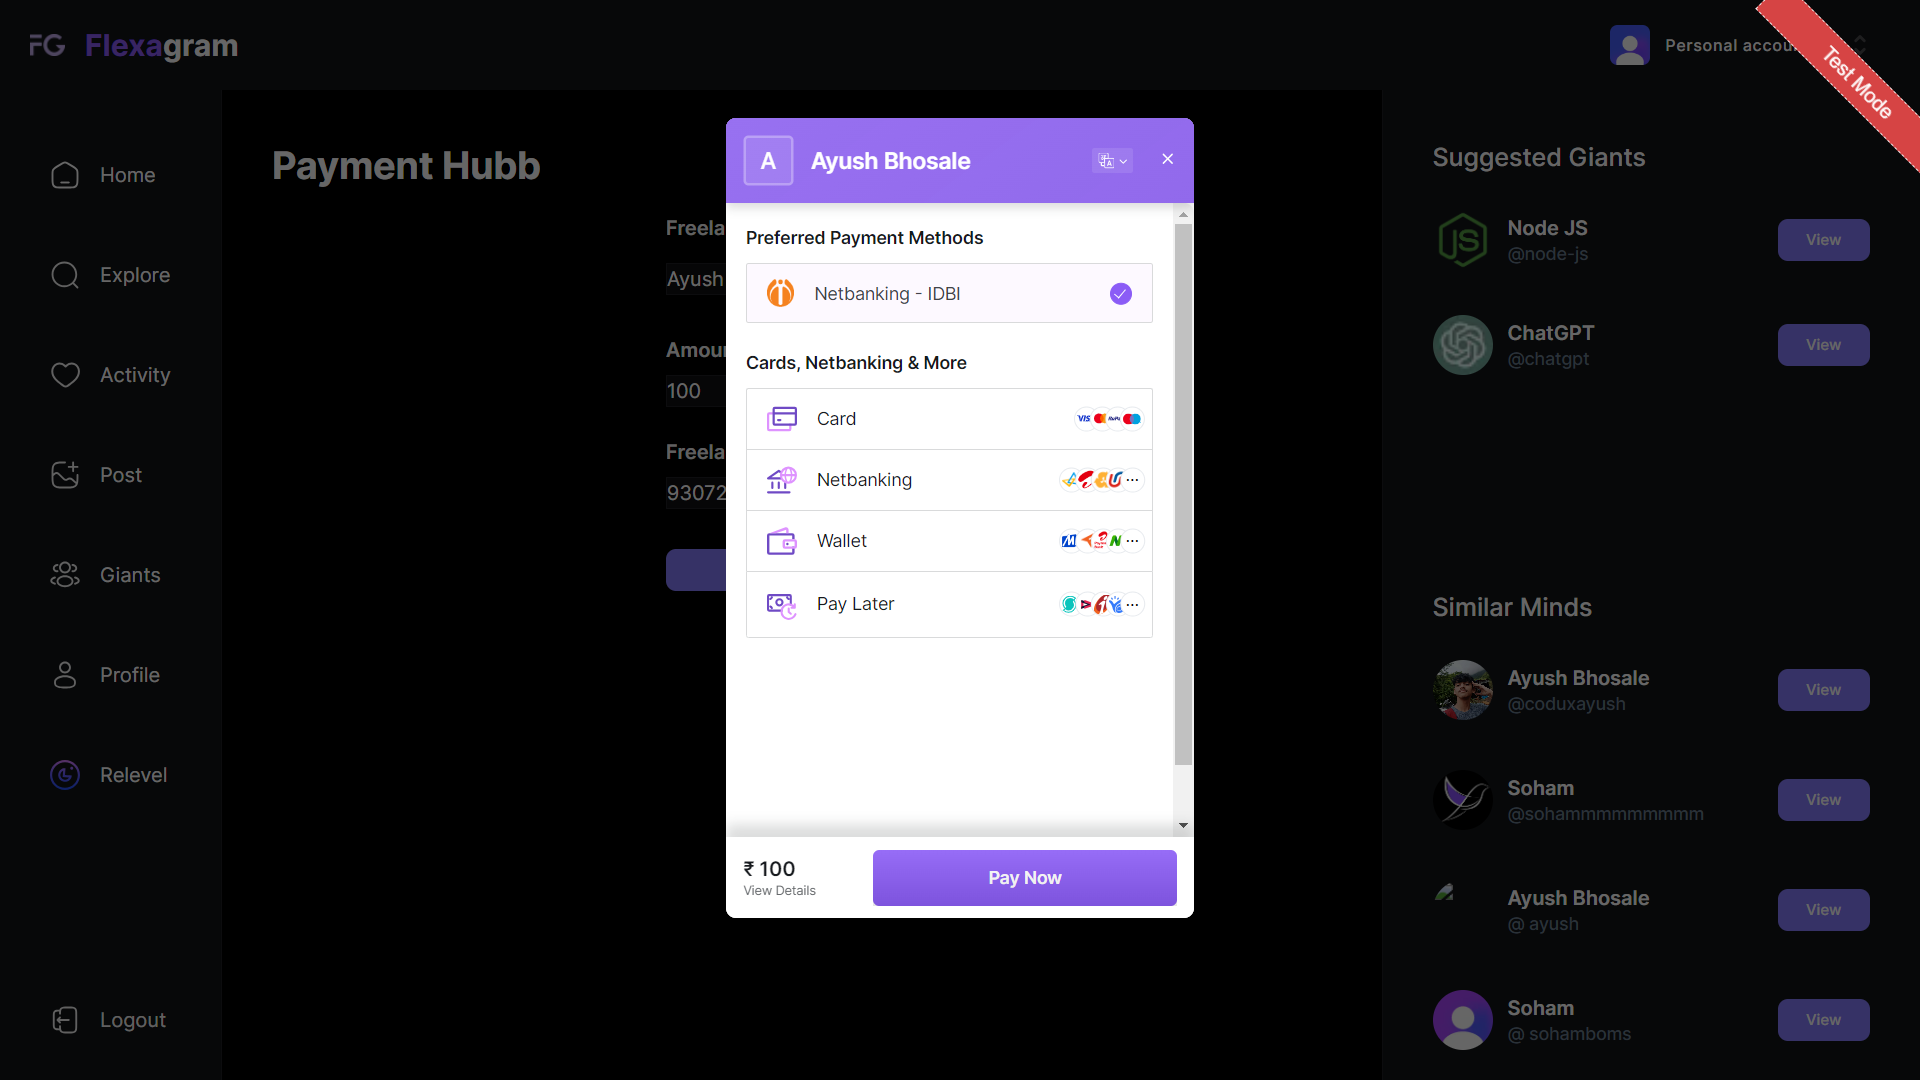 FG Flexagram
Personal accou
Test Mode
Home
Explore
Activity
Post
Giants
Profile
Relevel
Logout
Payment Hubb
Freela
Ayush
Amour
100
Freela
93072
A
Ayush Bhosale
Preferred Payment Methods
Netbanking - IDBI
Cards, Netbanking & More
Card
VISA
Netbanking
Wallet
Pay Later
₹ 100
View Details
Pay Now
Suggested Giants
Node JS
@node-js
View
ChatGPT
@chatgpt
View
Similar Minds
Ayush Bhosale
@coduxayush
View
Soham
@sohammmmmmmmm
View
Ayush Bhosale
@ ayush
View
Soham
@ sohamboms
View